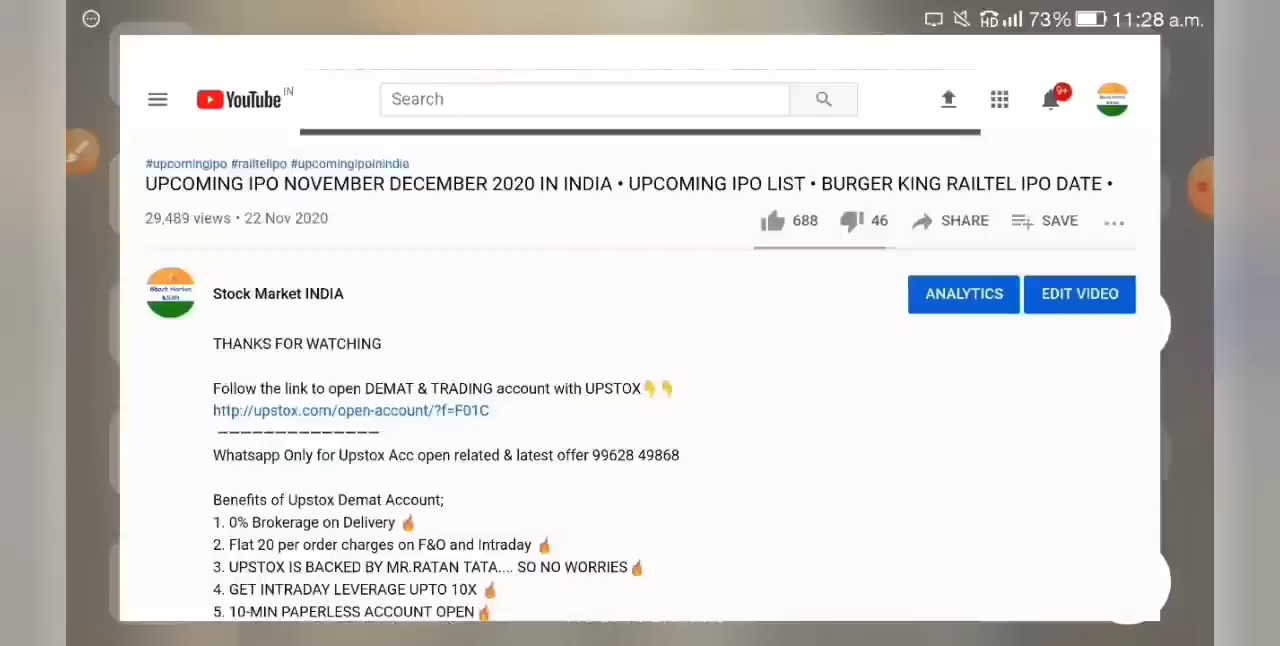 HD 73% 11:28 a.m.
YouTube IN
Search
9+
#upcomingipo #railtelipo #upcomingipoinindia
UPCOMING IPO NOVEMBER DECEMBER 2020 IN INDIA • UPCOMING IPO LIST • BURGER KING RAILTEL IPO DATE •
29,489 views • 22 Nov 2020
688 46 SHARE SAVE ...
Stock Market
Stock Market INDIA
ANALYTICS EDIT VIDEO
THANKS FOR WATCHING
Follow the link to open DEMAT & TRADING account with UPSTOX👇👇
http://upstox.com/open-account/?f=F01C
——————————————
Whatsapp Only for Upstox Acc open related & latest offer 99628 49868
Benefits of Upstox Demat Account;
1. 0% Brokerage on Delivery 🔥
2. Flat 20 per order charges on F&O and Intraday 🔥
3. UPSTOX IS BACKED BY MR.RATAN TATA.... SO NO WORRIES🔥
4. GET INTRADAY LEVERAGE UPTO 10X 🔥
5. 10-MIN PAPERLESS ACCOUNT OPEN🔥